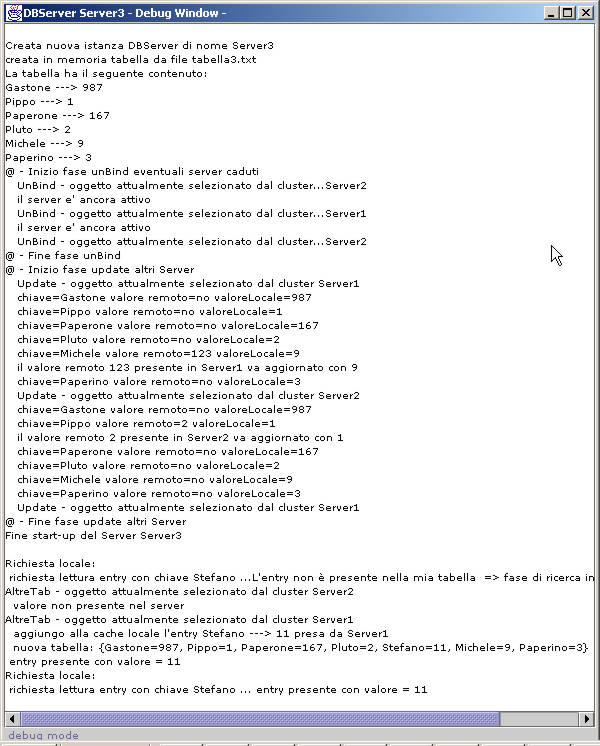 DBServer Server3 - Debug Window -
Creata nuova istanza DBServer di nome Server3
creata in memoria tabella da file tabella3.txt
La tabella ha il seguente contenuto:
Gastone ---> 987
Pippo ---> 1
Paperone ---> 167
Pluto ---> 2
Michele ---> 9
Paperino ---> 3
@ - Inizio fase unBind eventuali server caduti
UnBind - oggetto attualmente selezionato dal cluster...Server2
il server e' ancora attivo
UnBind - oggetto attualmente selezionato dal cluster...Server1
il server e' ancora attivo
UnBind - oggetto attualmente selezionato dal cluster...Server2
@ - Fine fase unBind
@ - Inizio fase update altri Server
Update - oggetto attualmente selezionato dal cluster Server1
chiave=Gastone valore remoto=no valoreLocale=987
chiave=Pippo valore remoto=no valoreLocale=1
chiave=Paperone valore remoto=no valoreLocale=167
chiave=Pluto valore remoto=no valoreLocale=2
chiave=Michele valore remoto=123 valoreLocale=9
il valore remoto 123 presente in Server1 va aggiornato con 9
chiave=Paperino valore remoto=no valoreLocale=3
Update - oggetto attualmente selezionato dal cluster Server2
chiave=Gastone valore remoto=no valoreLocale=987
chiave=Pippo valore remoto=2 valoreLocale=1
il valore remoto 2 presente in Server2 va aggiornato con 1
chiave=Paperone valore remoto=no valoreLocale=167
chiave=Pluto valore remoto=no valoreLocale=2
chiave=Michele valore remoto=no valoreLocale=9
chiave=Paperino valore remoto=no valoreLocale=3
Update - oggetto attualmente selezionato dal cluster Server1
@ - Fine fase update altri Server
Fine start-up del Server Server3
Richiesta locale:
richiesta lettura entry con chiave Stefano ...L'entry non è presente nella mia tabella => fase di ricerca in
AltreTab - oggetto attualmente selezionato dal cluster Server2
valore non presente nel server
AltreTab - oggetto attualmente selezionato dal cluster Server1
aggiungo alla cache locale l'entry Stefano ---> 11 presa da Server1
nuova tabella: {Gastone=987, Pippo=1, Paperone=167, Pluto=2, Stefano=11, Michele=9, Paperino=3}
entry presente con valore = 11
Richiesta locale:
richiesta lettura entry con chiave Stefano ... entry presente con valore = 11
debug mode